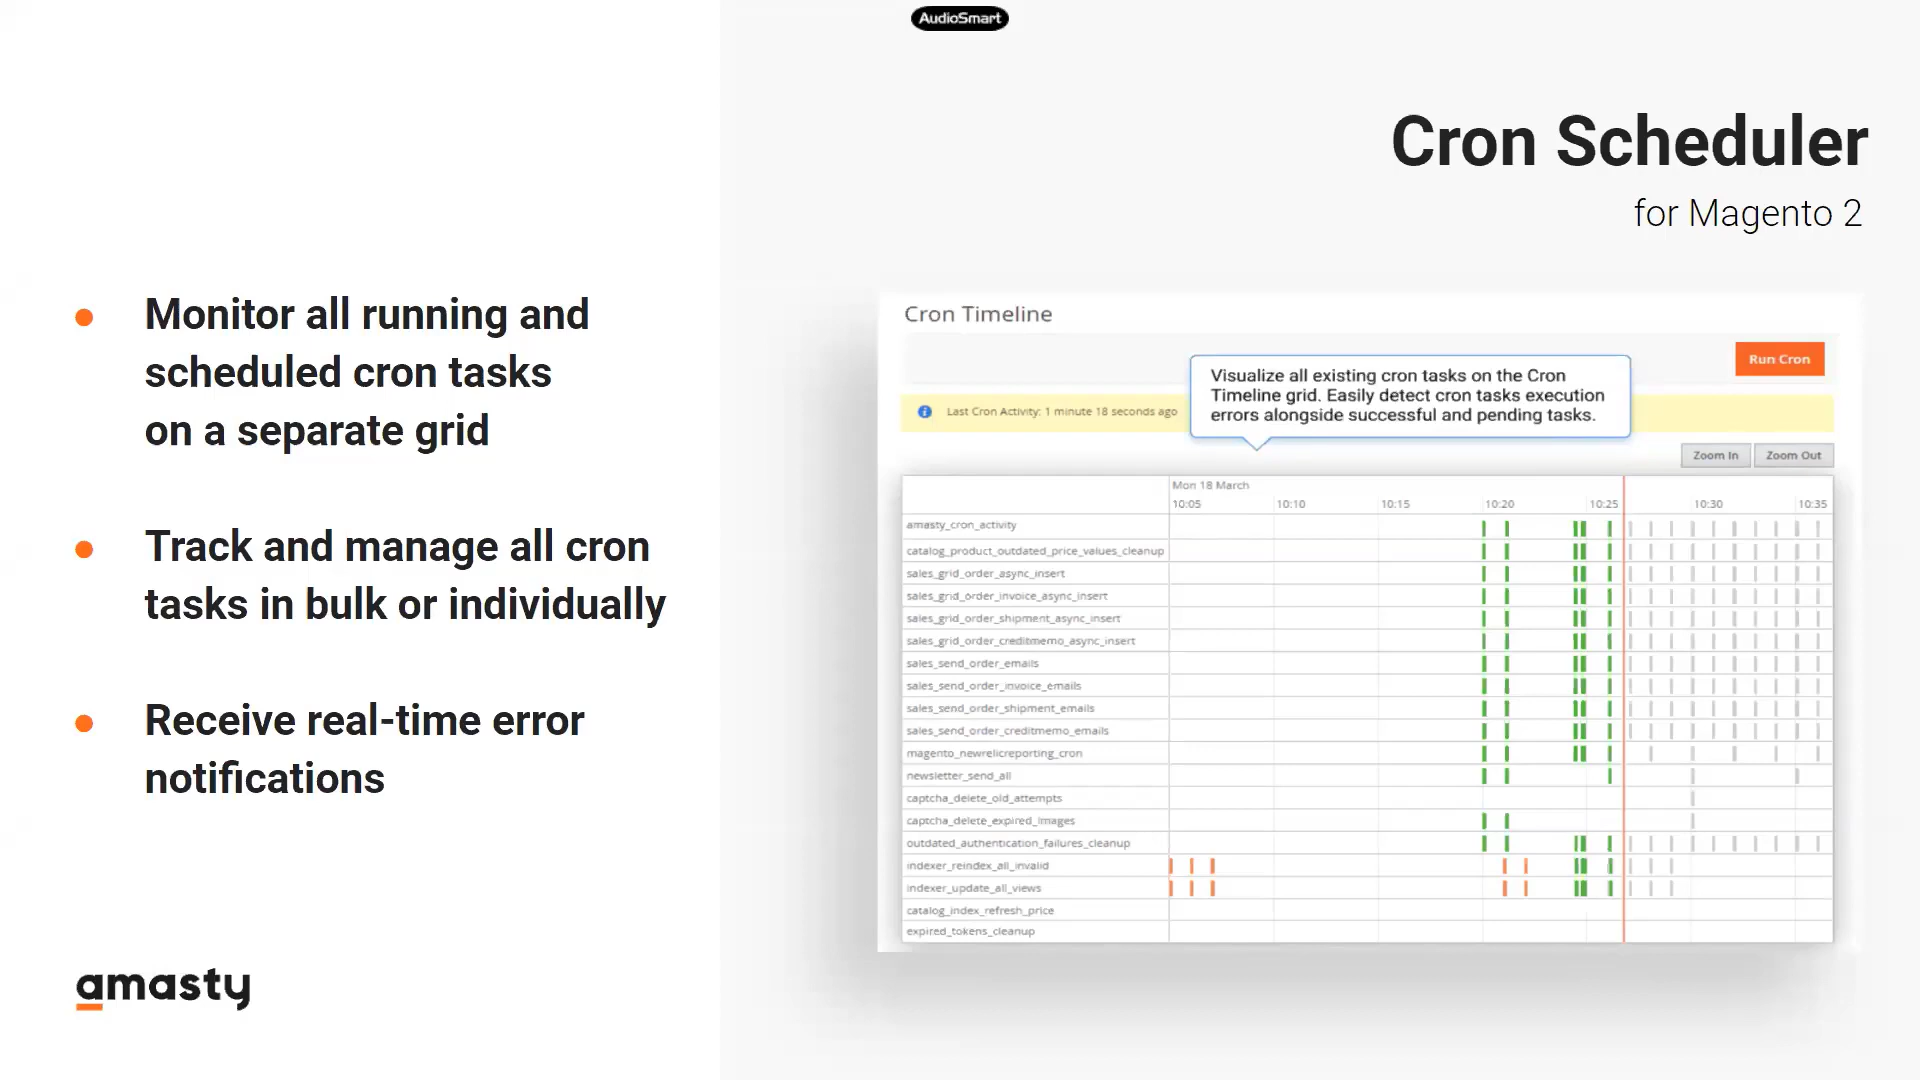 AudioSmart
Cron Scheduler
for Magento 2
Monitor all running and
scheduled cron tasks
on a separate grid
Track and manage all cron
tasks in bulk or individually
Receive real-time error
notifications
amasty
Cron Timeline
Run Cron
Visualize all existing cron tasks on the Cron
Timeline grid. Easily detect cron tasks execution
errors alongside successful and pending tasks.
Last Cron Activity: 1 minute 18 seconds ago
Zoom In Zoom Out
Mon 18 March
10:05 10:10 10:15 10:20 10:25 10:30 10:35
amasty_cron_activity
catalog_product_outdated_price_values_cleanup
sales_grid_order_async_insert
sales_grid_order_invoice_async_insert
sales_grid_order_shipment_async_insert
sales_grid_order_creditmemo_async_insert
sales_send_order_emails
sales_send_order_invoice_emails
sales_send_order_shipment_emails
sales_send_order_creditmemo_emails
magento_newrelicreporting_cron
newsletter_send_all
captcha_delete_old_attempts
captcha_delete_expired_images
outdated_authentication_failures_cleanup
indexer_reindex_all_invalid
indexer_update_all_views
catalog_index_refresh_price
expired_tokens_cleanup